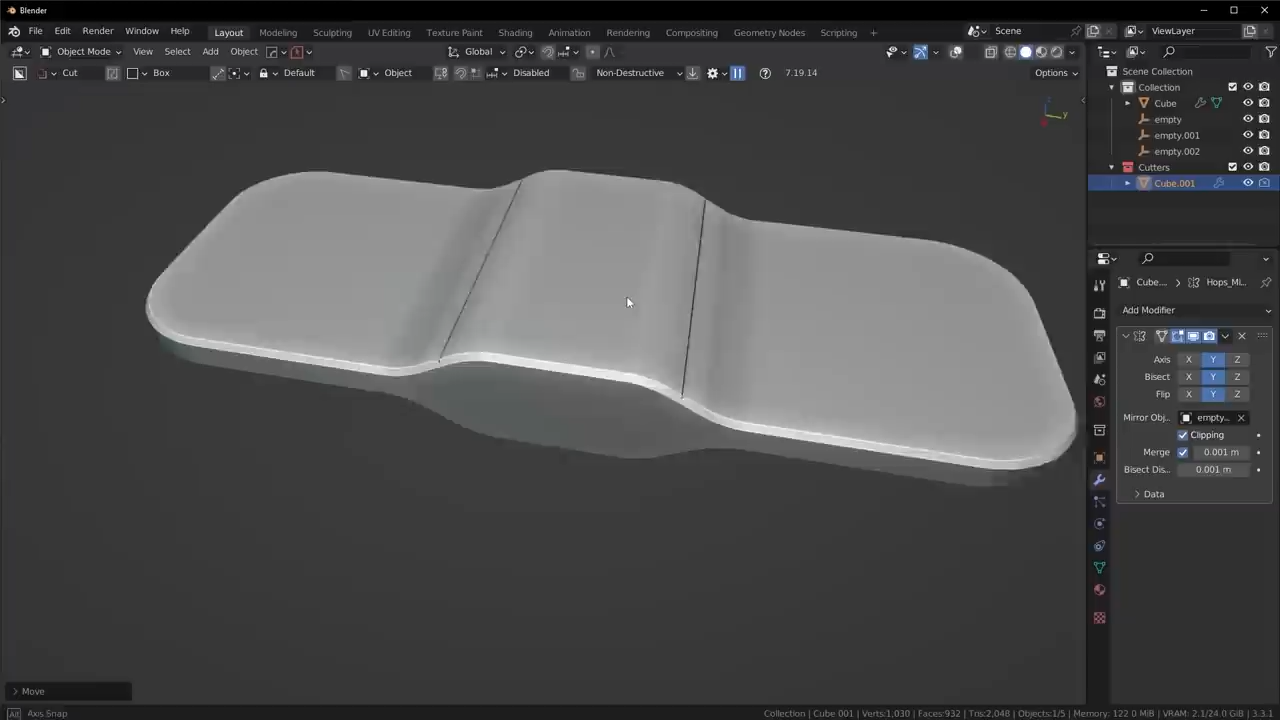 Blender
File Edit Render Window Help Layout Modeling Sculpting UV Editing Texture Paint Shading Animation Rendering Compositing Geometry Nodes Scripting + Scene ViewLayer
Object Mode View Select Add Object Global
Cut Box Default Object Disabled Non-Destructive 7.19.14 Options
Scene Collection
Collection
Cube
empty
empty.001
empty.002
Cutters
Cube.001
z
y
Cube.... > Hops_MI..
Add Modifier
Axis X Y Z
Bisect X Y Z
Flip X Y Z
Mirror Obj.. empty...
Clipping
Merge 0.001 m
Bisect Dis.. 0.001 m
> Data
> Move
Alt Axis Snap
Collection | Cube 001 | Verts:1,030 | Faces:932 | Tris:2,048 | Objects:1/5 | Memory: 122.0 MiB | VRAM: 2.1/24.0 GiB | 3.3.1